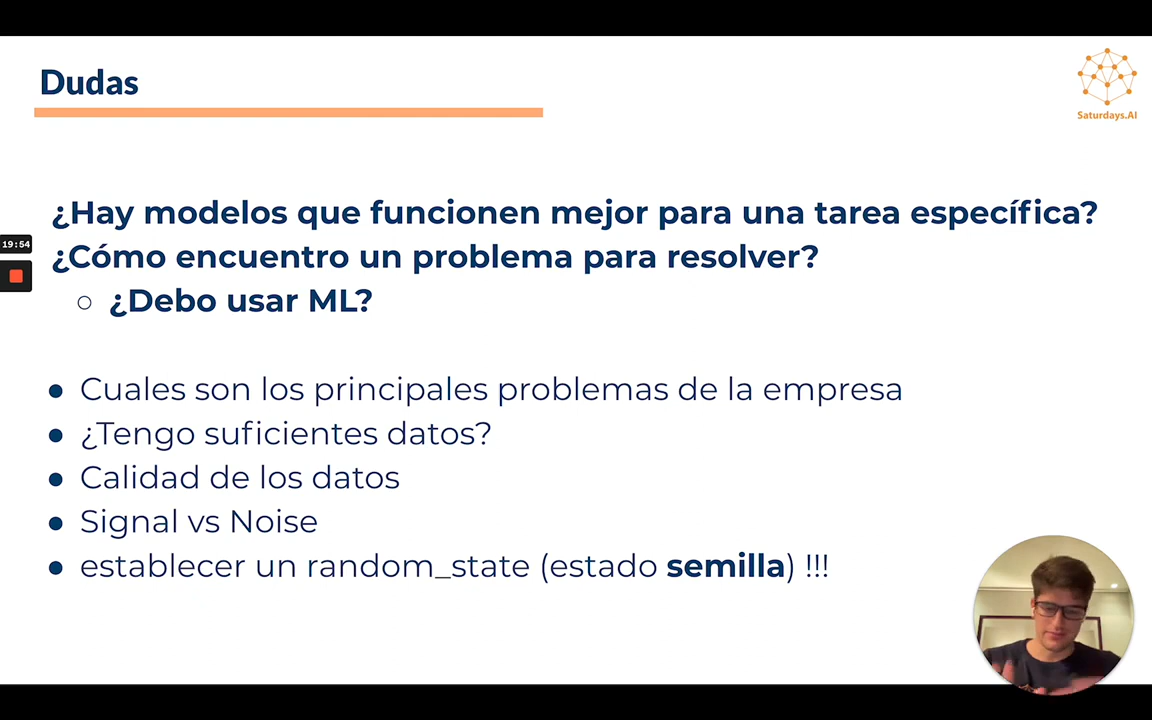 Dudas
Saturdays.AI
¿Hay modelos que funcionen mejor para una tarea específica?
19:54
¿Cómo encuentro un problema para resolver?
○ ¿Debo usar ML?
● Cuales son los principales problemas de la empresa
● ¿Tengo suficientes datos?
● Calidad de los datos
● Signal vs Noise
● establecer un random_state (estado semilla) !!!